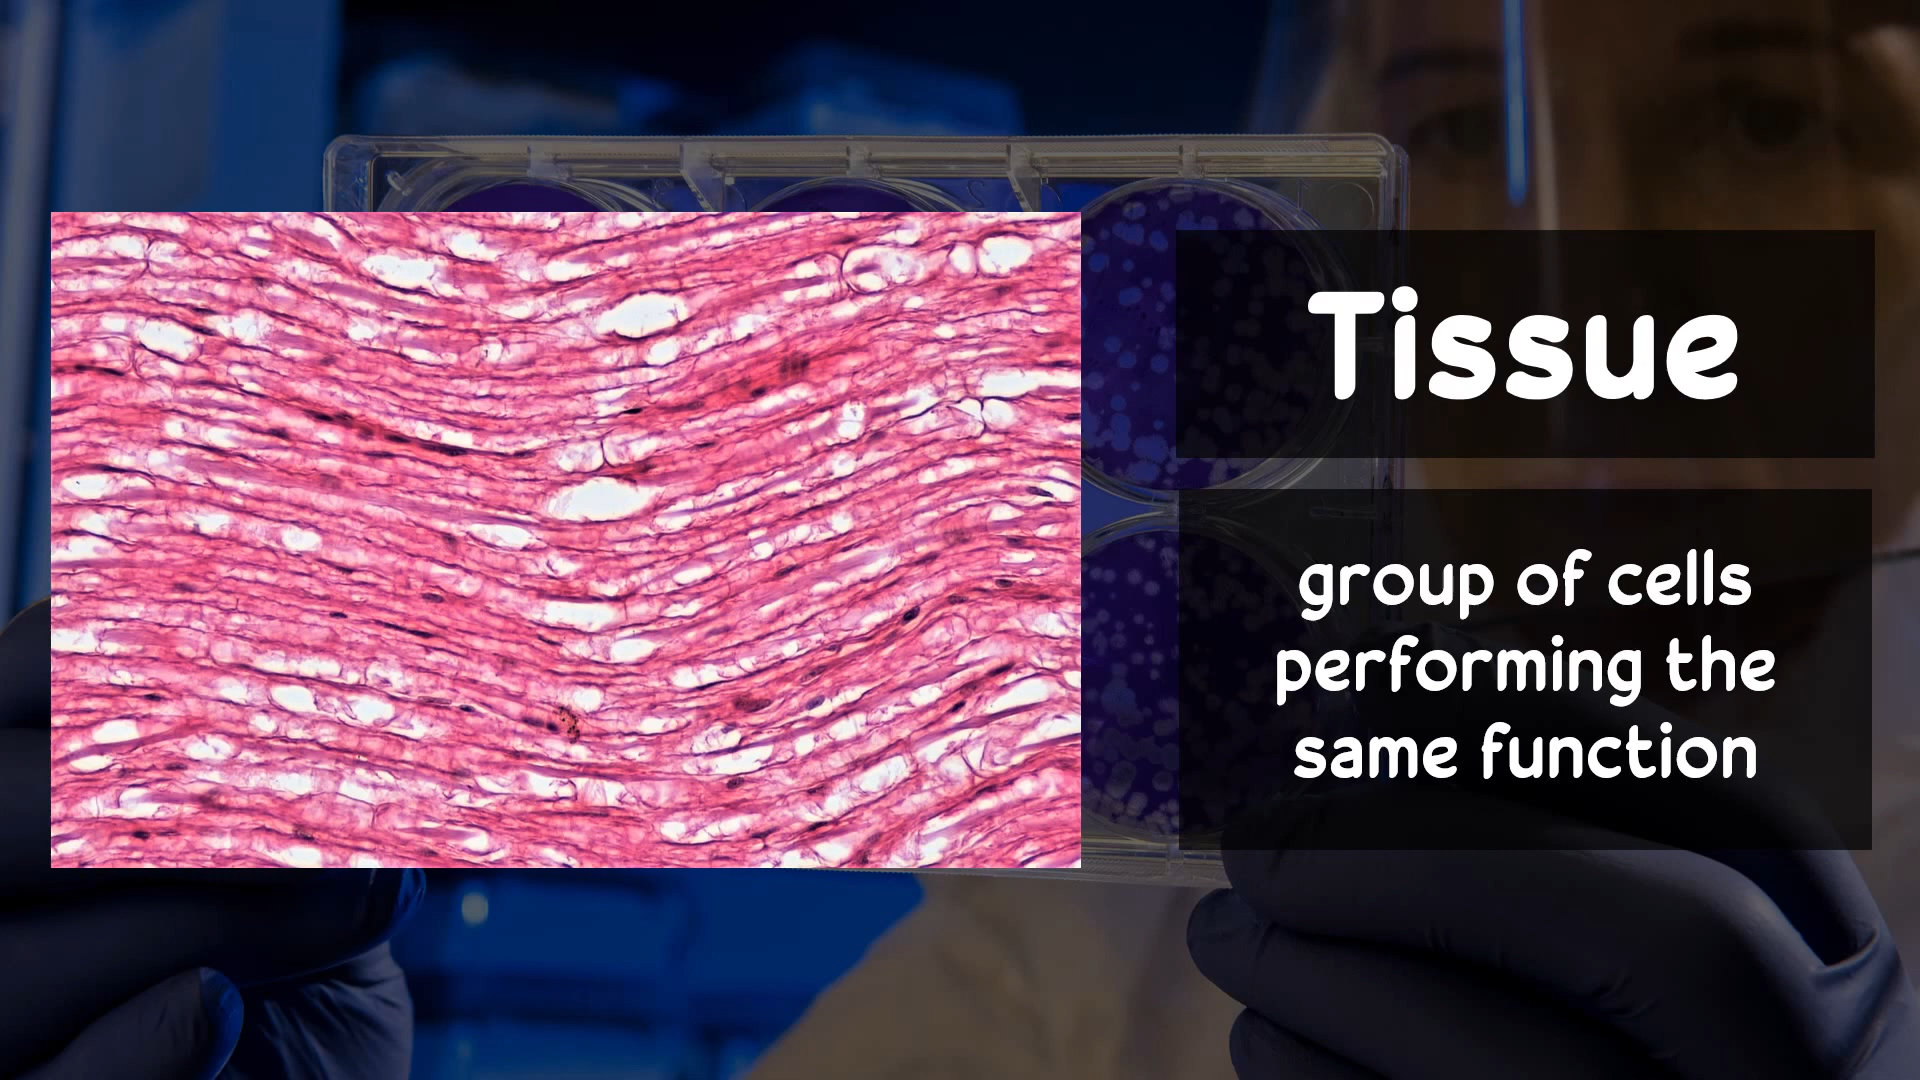 Tissue
group of cells
performing the
same function